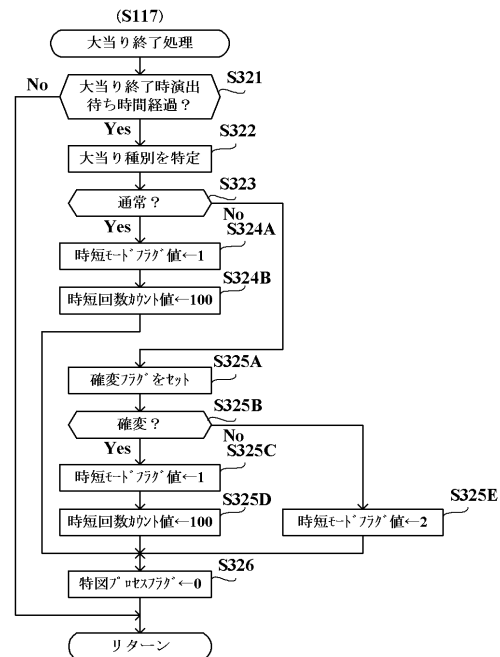 (S117)
大当り終了処理
大当り終了時演出
待ち時間経過？
S321
No
Yes
S322
大当り種別を特定
S323
通常？
No
Yes
S324A
時短ﾓｰﾄﾞﾌﾗｸﾞ値←1
S324B
時短回数ｶｳﾝﾄ値←100
S325A
確変フラグをセット
S325B
確変？
No
Yes
S325C
時短ﾓｰﾄﾞﾌﾗｸﾞ値←1
S325D
時短回数ｶｳﾝﾄ値←100
S325E
時短ﾓｰﾄﾞﾌﾗｸﾞ値←2
S326
特図ﾌﾟﾛｾｽﾌﾗｸﾞ←0
リターン